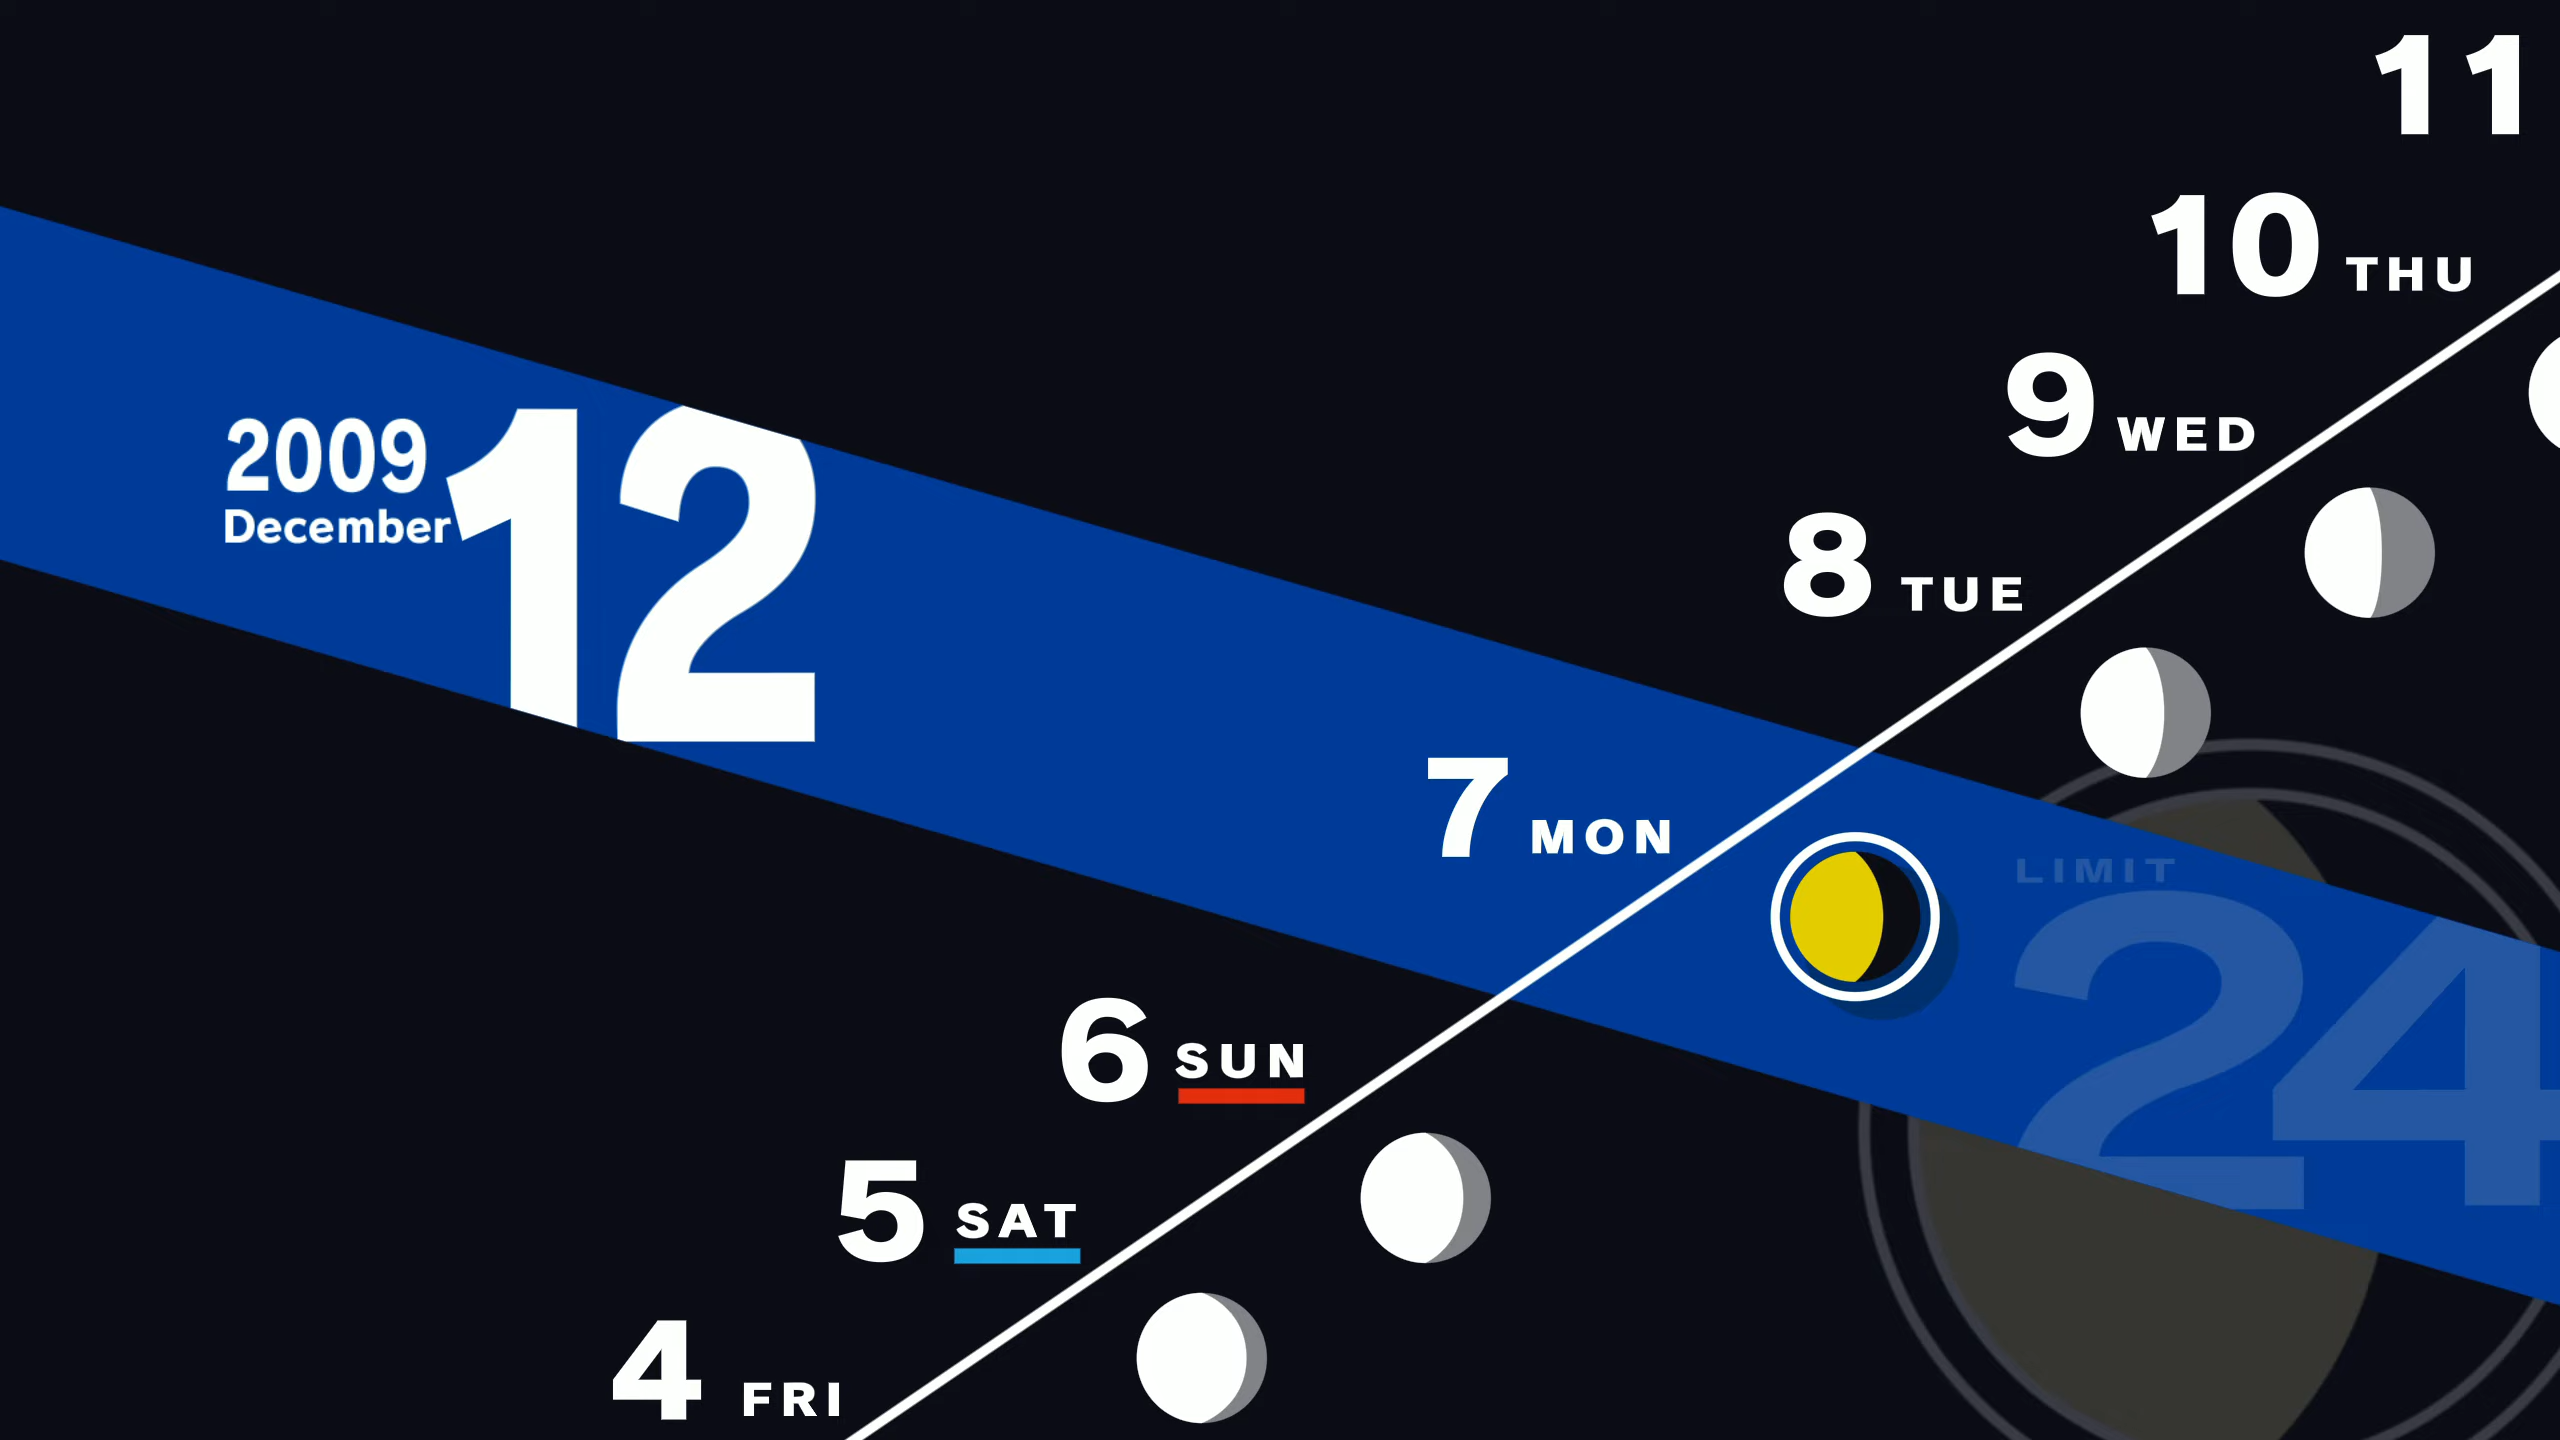 2009
December
12
11
10 THU
9 WED
8 TUE
7 MON
6 SUN
5 SAT
4 FRI
LIMIT
24